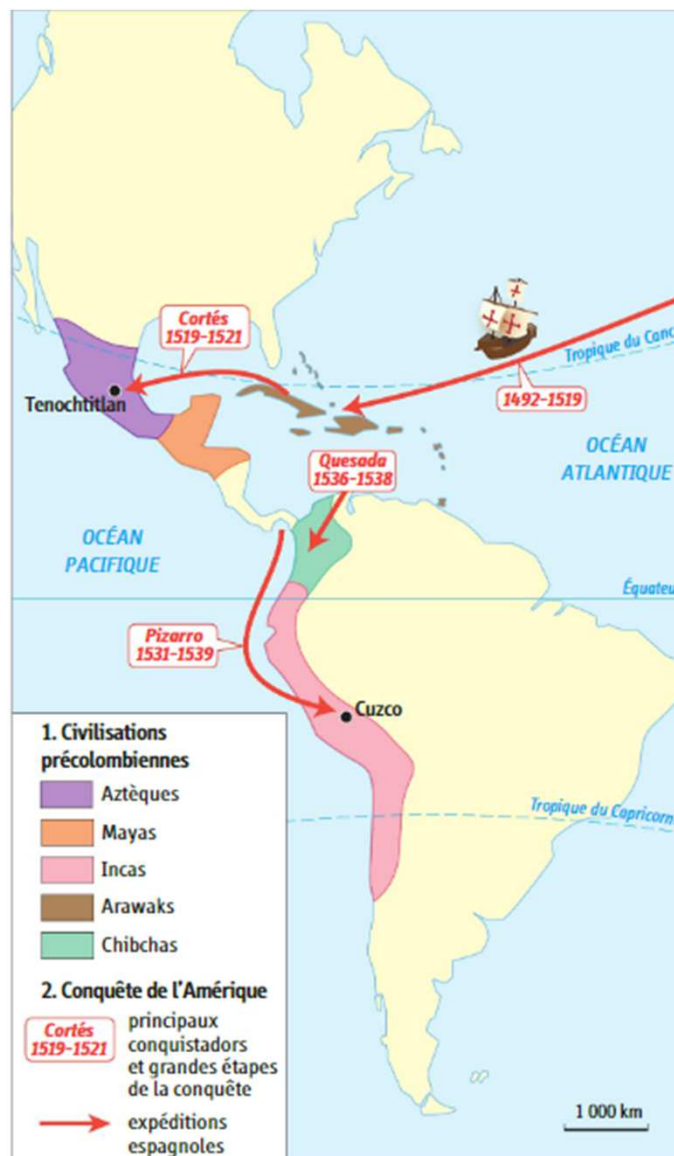 Cortés
1519-1521
Tropique du Canc
1492-1519
Tenochtitlan
OCÉAN
ATLANTIQUE
Quesada
1536-1538
OCÉAN
PACIFIQUE
Équateu
Pizarro
1531-1539
Cuzco
Tropique du Capricorn
1. Civilisations
précolombiennes
Aztèques
Mayas
Incas
Arawaks
Chibchas
2. Conquête de l'Amérique
Cortés
1519-1521
principaux
conquistadors
et grandes étapes
de la conquête
expéditions
espagnoles
1 000 km